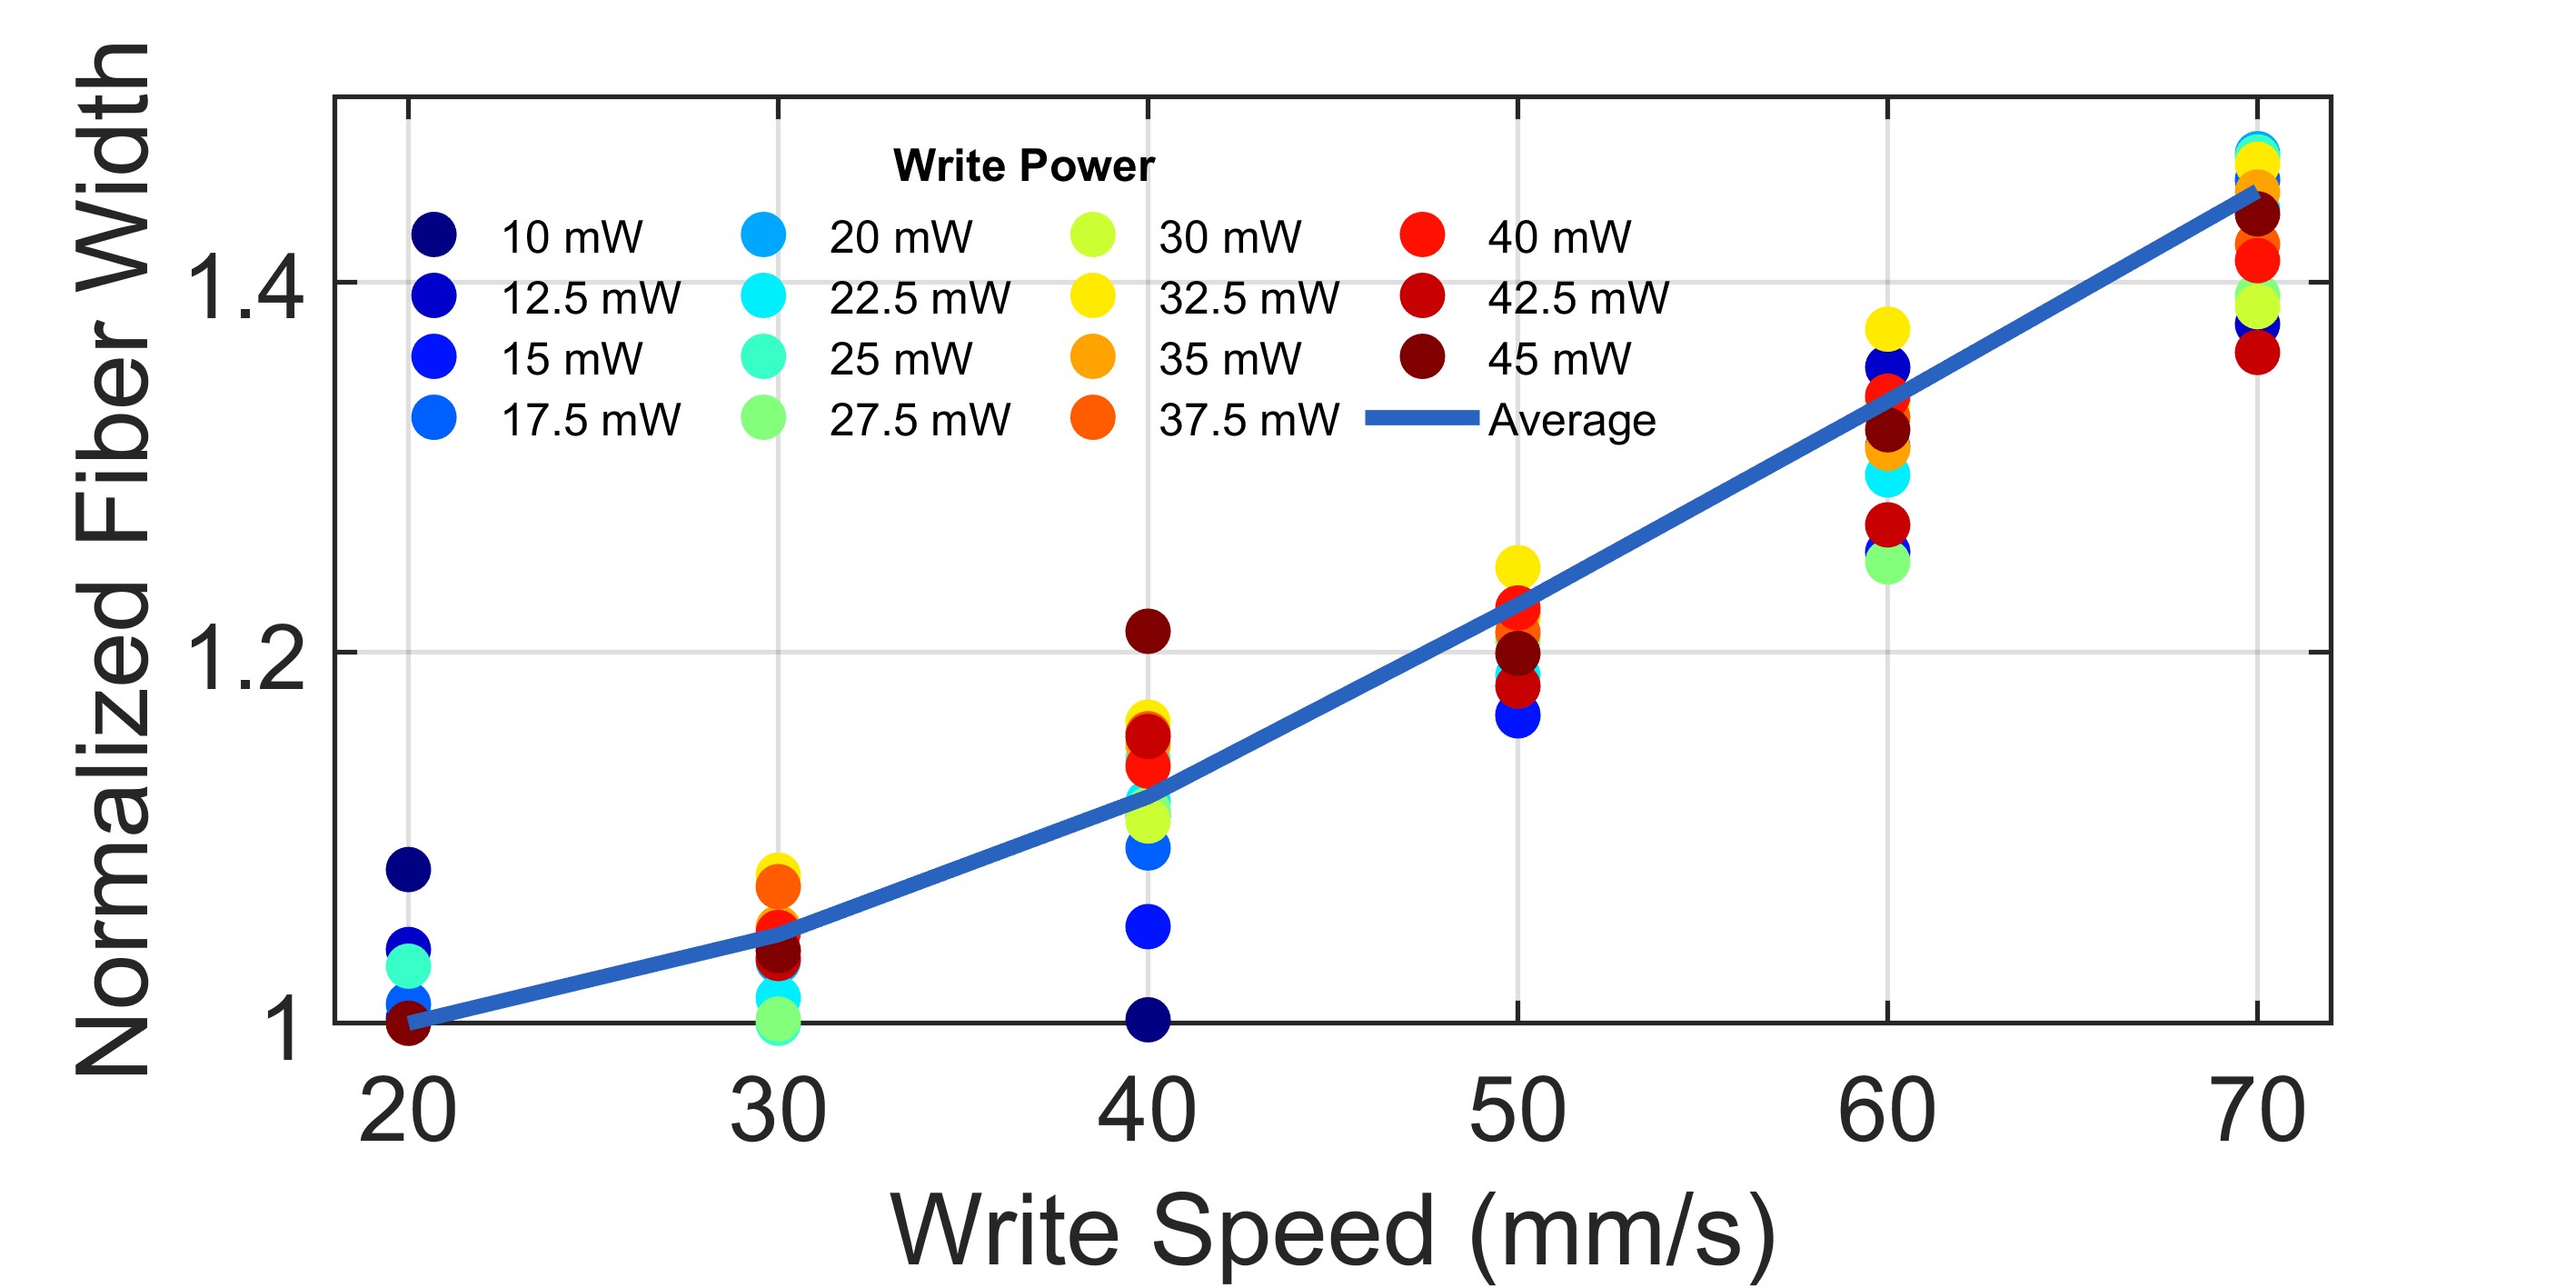 Normalized Fiber Width
Write Power
10 mW 20 mW 30 mW 40 mW
12.5 mW 22.5 mW 32.5 mW 42.5 mW
15 mW 25 mW 35 mW 45 mW
17.5 mW 27.5 mW 37.5 mW Average
1.4
1.2
1
20 30 40 50 60 70
Write Speed (mm/s)